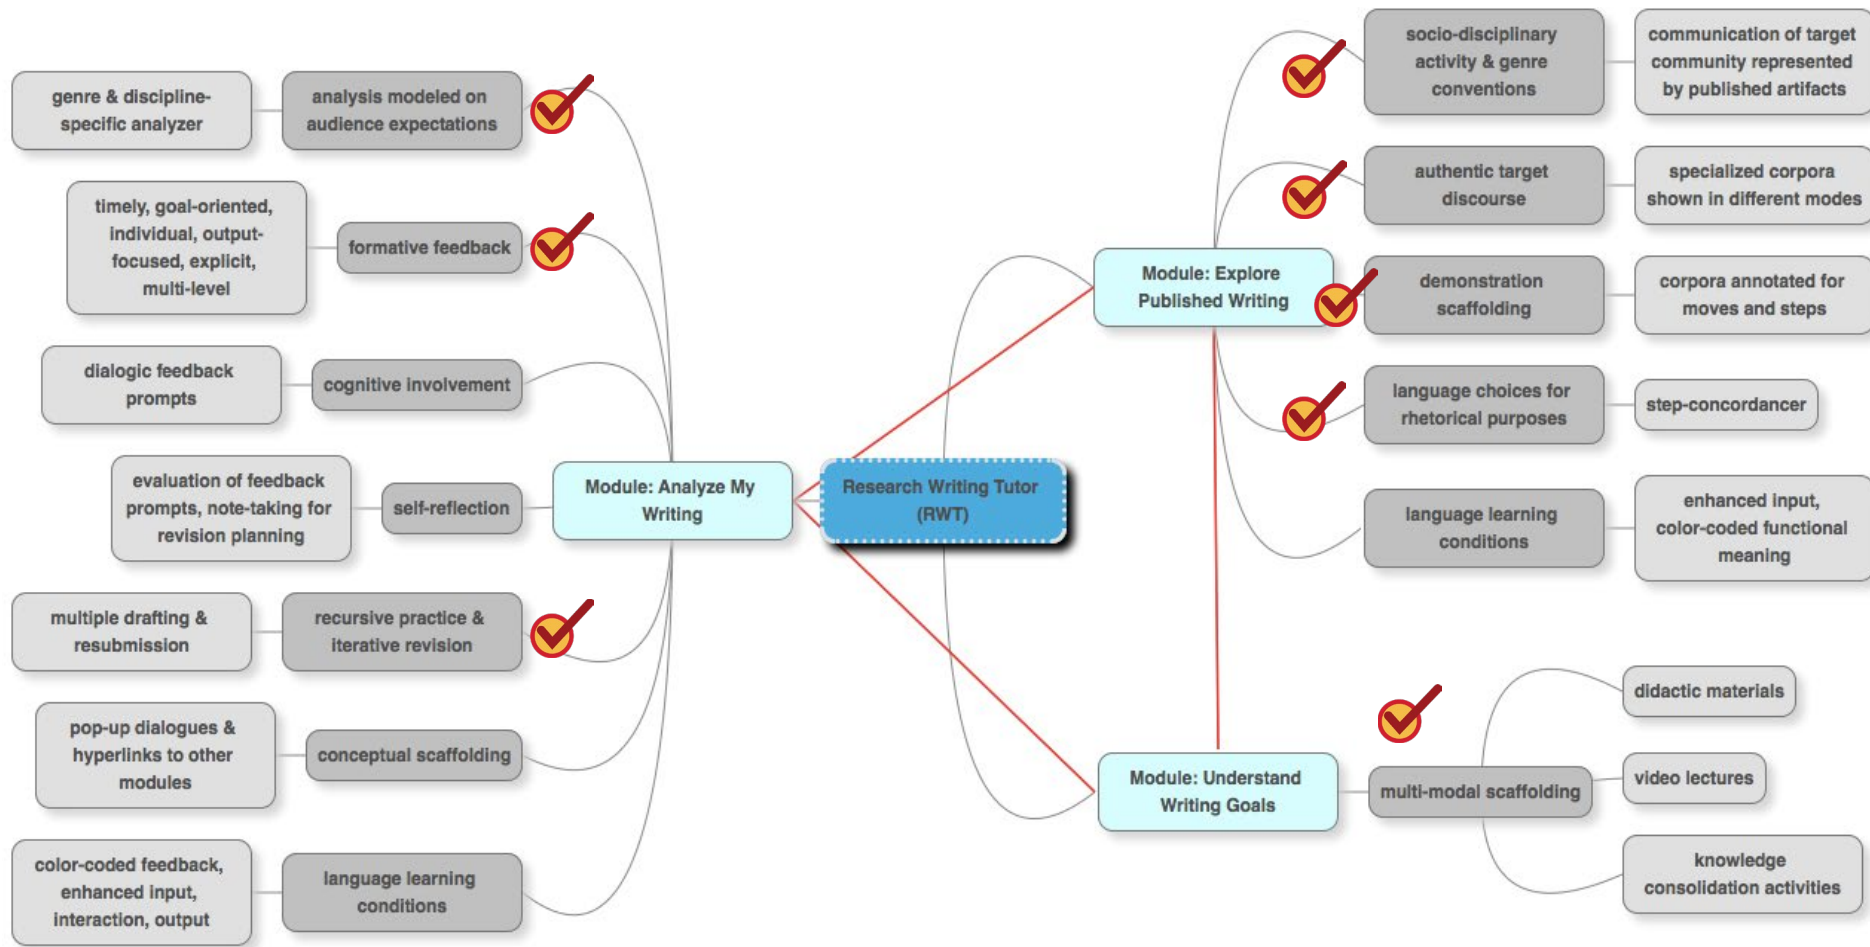 genre & discipline-
specific analyzer
analysis modeled on
audience expectations
timely, goal-oriented,
individual, output-
focused, explicit,
multi-level
formative feedback
dialogic feedback
prompts
cognitive involvement
evaluation of feedback
prompts, note-taking for
revision planning
self-reflection
multiple drafting &
resubmission
recursive practice &
iterative revision
pop-up dialogues &
hyperlinks to other
modules
conceptual scaffolding
color-coded feedback,
enhanced input,
interaction, output
language learning
conditions
Module: Analyze My
Writing
Research Writing Tutor
(RWT)
Module: Explore
Published Writing
socio-disciplinary
activity & genre
conventions
communication of target
community represented
by published artifacts
authentic target
discourse
specialized corpora
shown in different modes
demonstration
scaffolding
corpora annotated for
moves and steps
language choices for
rhetorical purposes
step-concordancer
language learning
conditions
enhanced input,
color-coded functional
meaning
Module: Understand
Writing Goals
multi-modal scaffolding
didactic materials
video lectures
knowledge
consolidation activities